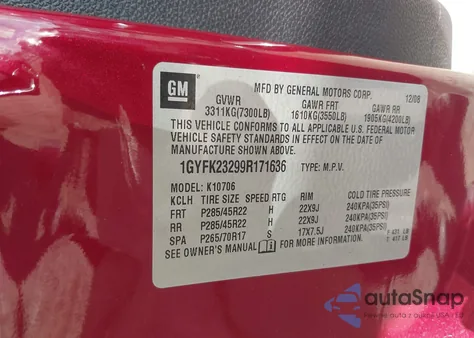 GM
MFD BY GENERAL MOTORS CORP. 12/08
GVWR GAWR FRT GAWR RR
3311KG(7300LB) 1610KG(3550LB) 1905KG(4200LB)
THIS VEHICLE CONFORMS TO ALL APPLICABLE U.S. FEDERAL MOTOR
VEHICLE SAFETY STANDARDS IN EFFECT ON THE DATE OF
MANUFACTURE SHOWN ABOVE.
1GYFK23299R171636 TYPE: M.P.V.
MODEL: K10706
KCLH TIRE SIZE SPEED RTG RIM COLD TIRE PRESSURE
FRT P285/45R22 H 22X9J 240KPA(35PSI)
RR P285/45R22 H 22X9J 240KPA(35PSI)
SPA P265/70R17 S 17X7.5J 240KPA(35PSI)
SEE OWNER'S MANUAL FOR MORE INFORMATION.
autoSnap